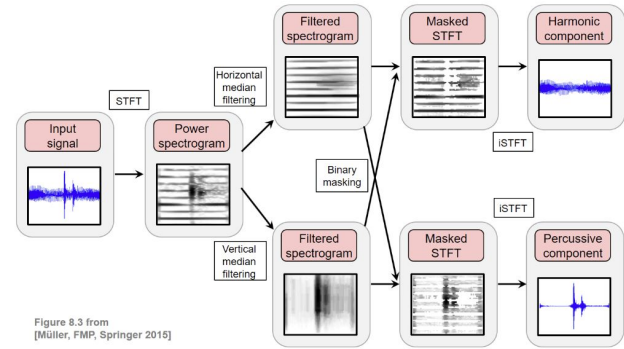 Filtered
spectrogram
Masked
STFT
Harmonic
component
Horizontal
median
filtering
STFT
Input
signal
Power
spectrogram
iSTFT
Binary
masking
iSTFT
Vertical
median
filtering
Filtered
spectrogram
Masked
STFT
Percussive
component
Figure 8.3 from
[Müller, FMP, Springer 2015]